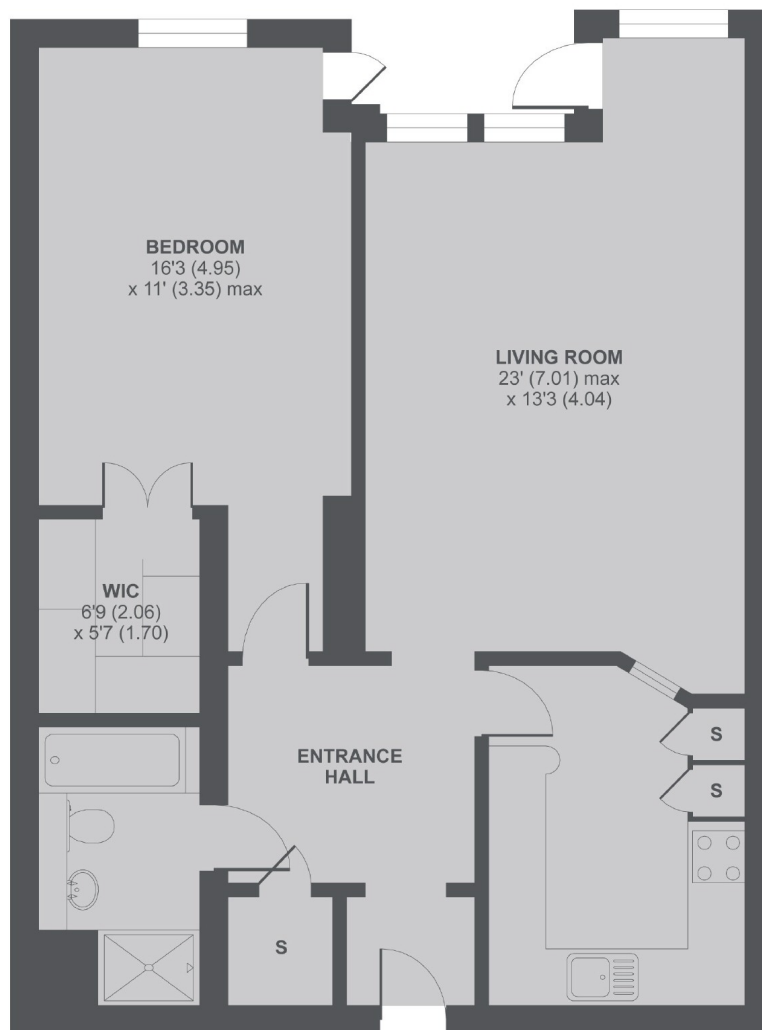 BEDROOM
16'3 (4.95)
x 11' (3.35) max
LIVING ROOM
23' (7.01) max
x 13'3 (4.04)
WIC
6'9 (2.06)
x 5'7 (1.70)
ENTRANCE
HALL
S
S
S